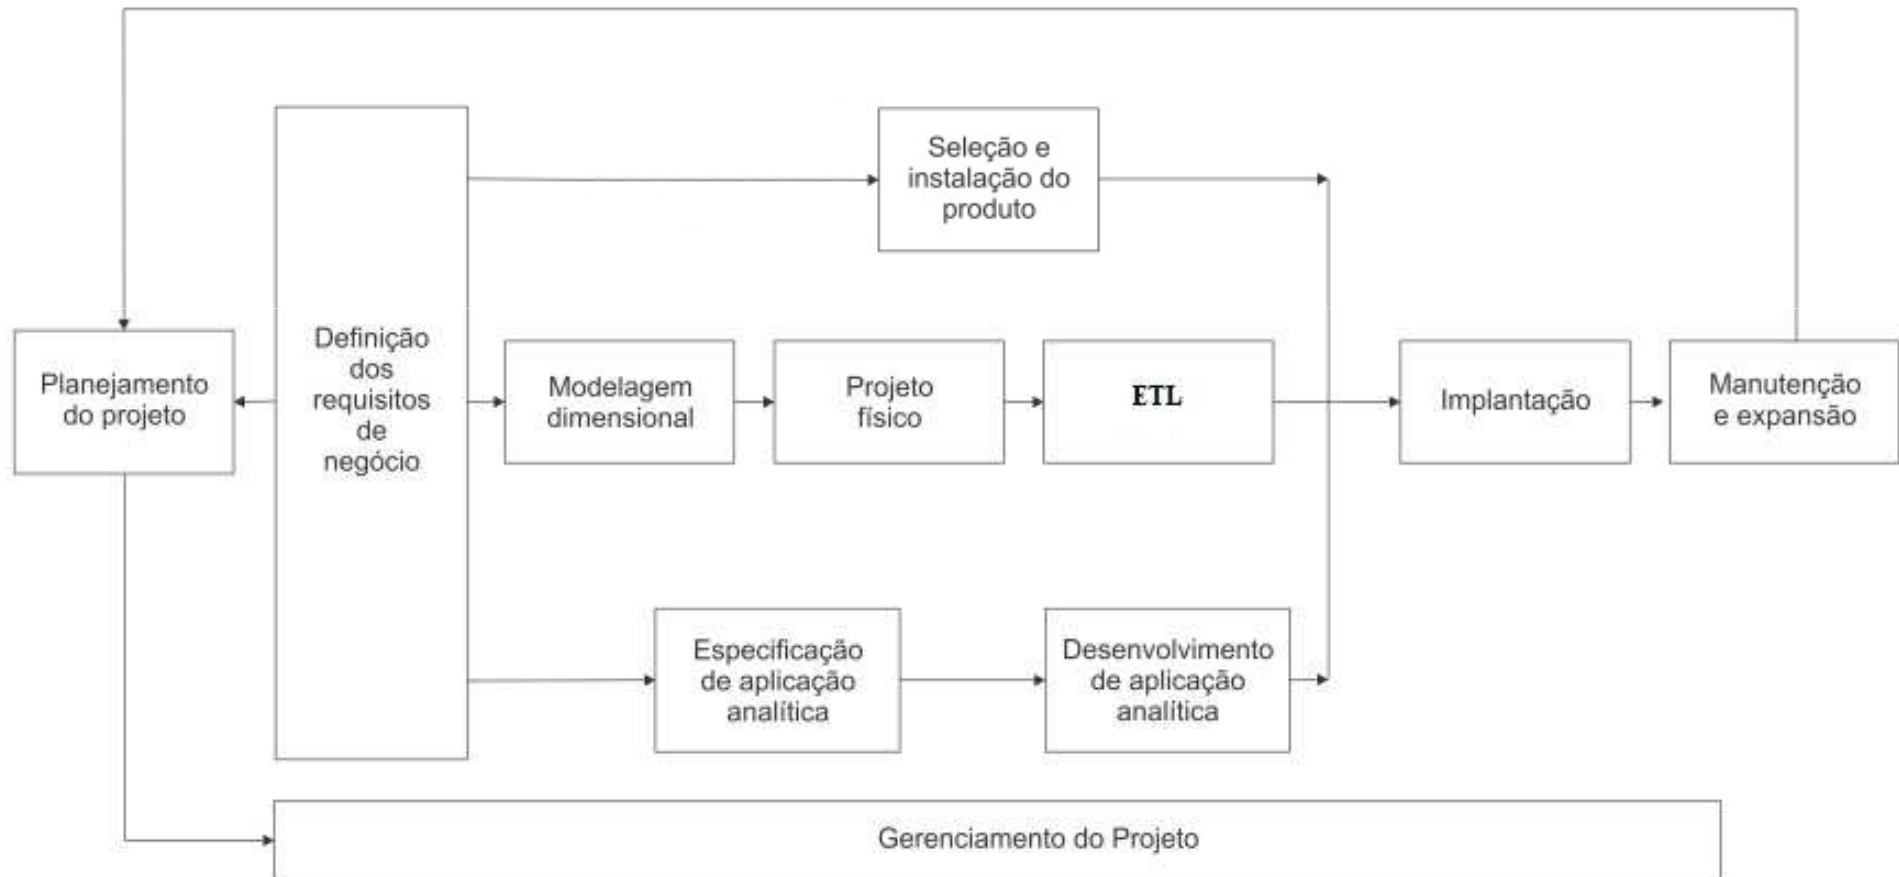 Seleção e
instalação do
produto
Planejamento
do projeto
Definição
dos
requisitos
de
negócio
Modelagem
dimensional
Projeto
físico
ETL
Implantação
Manutenção
e expansão
Especificação
de aplicação
analítica
Desenvolvimento
de aplicação
analítica
Gerenciamento do Projeto